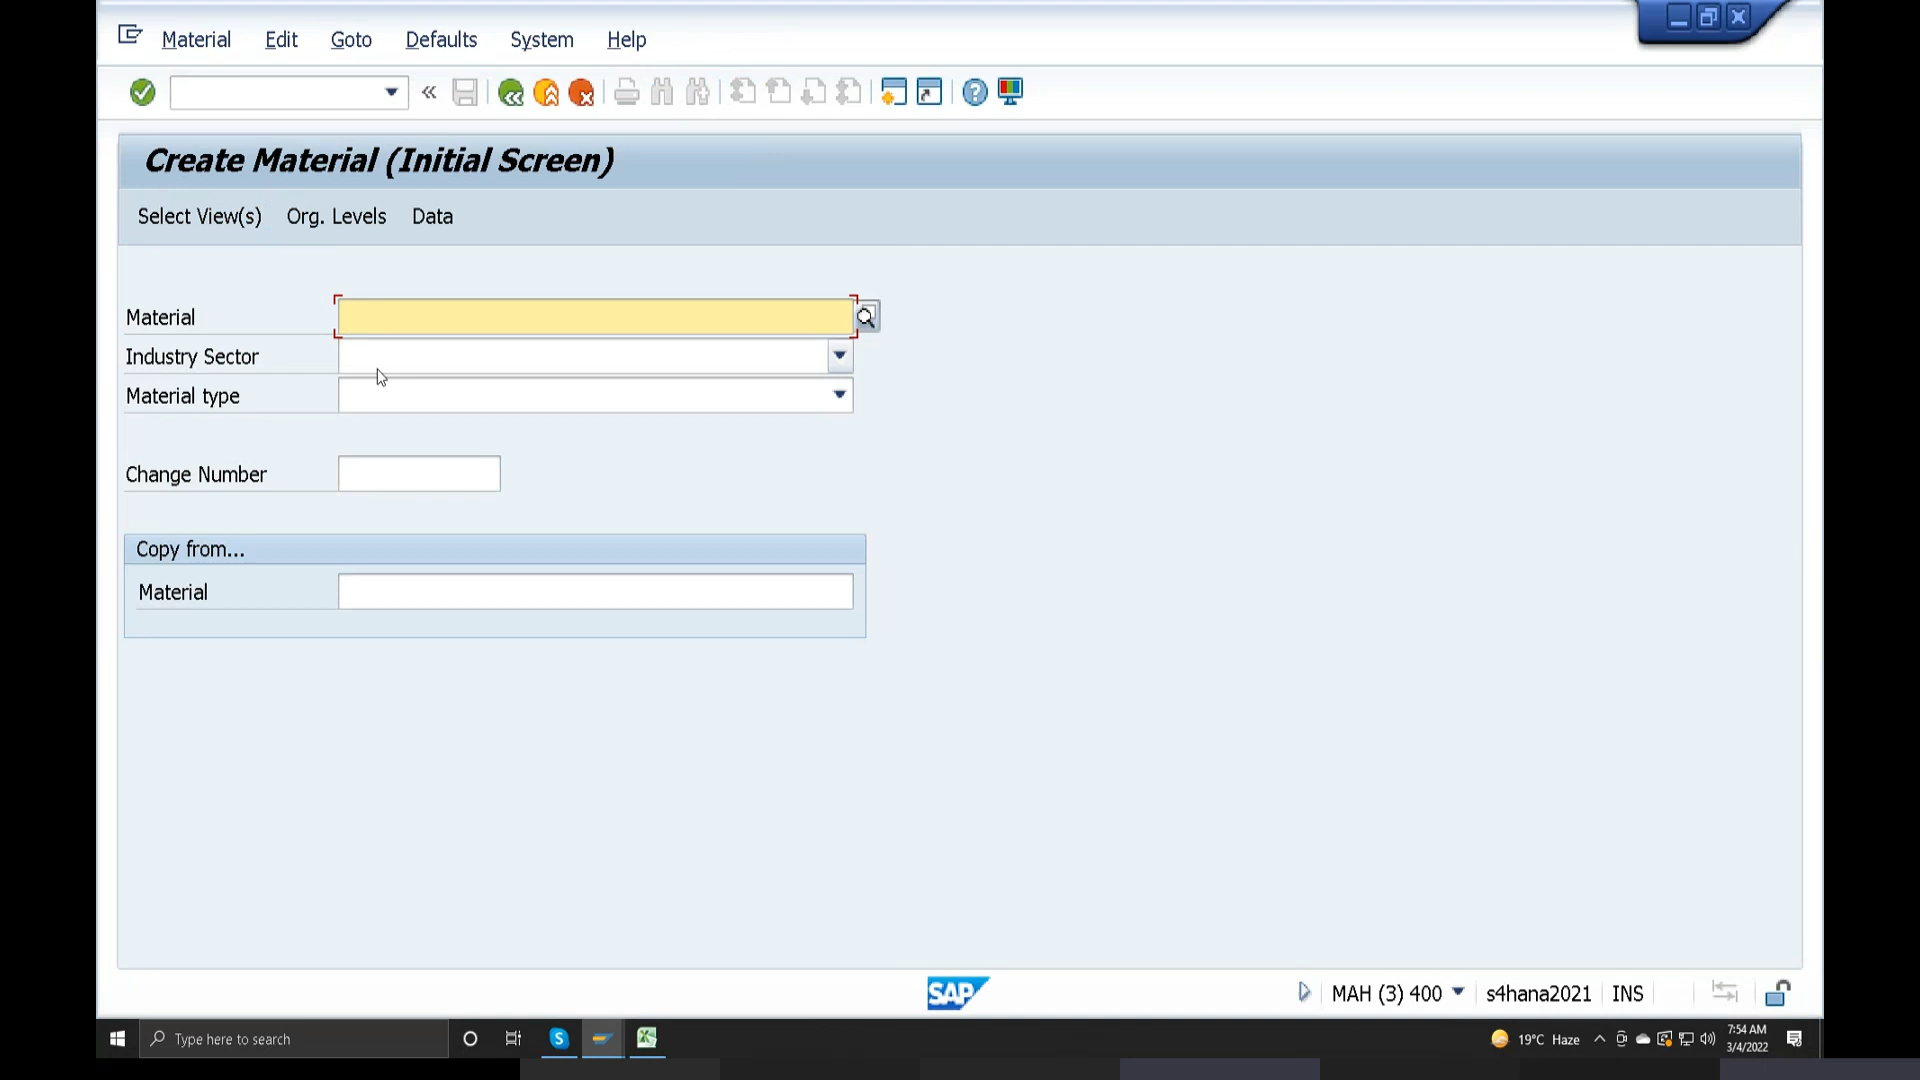 Material Edit Goto Defaults System Help
Create Material (Initial Screen)
Select View(s) Org. Levels Data
Material
Industry Sector
Material type
Change Number
Copy from...
Material
SAP MAH (3) 400 s4hana2021 INS
Type here to search 19°C Haze 7:54 AM
3/4/2022